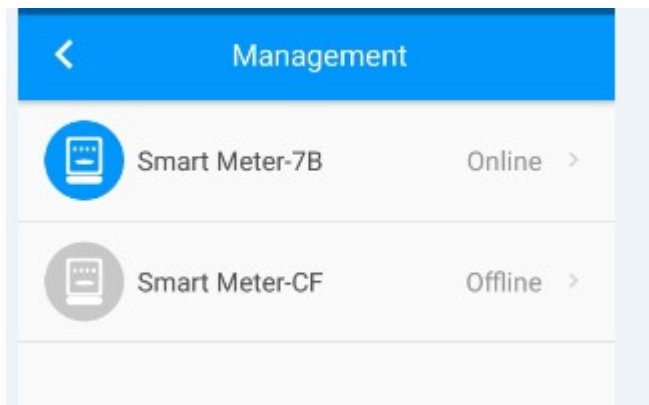 Management
Smart Meter-7B Online
Smart Meter-CF Offline